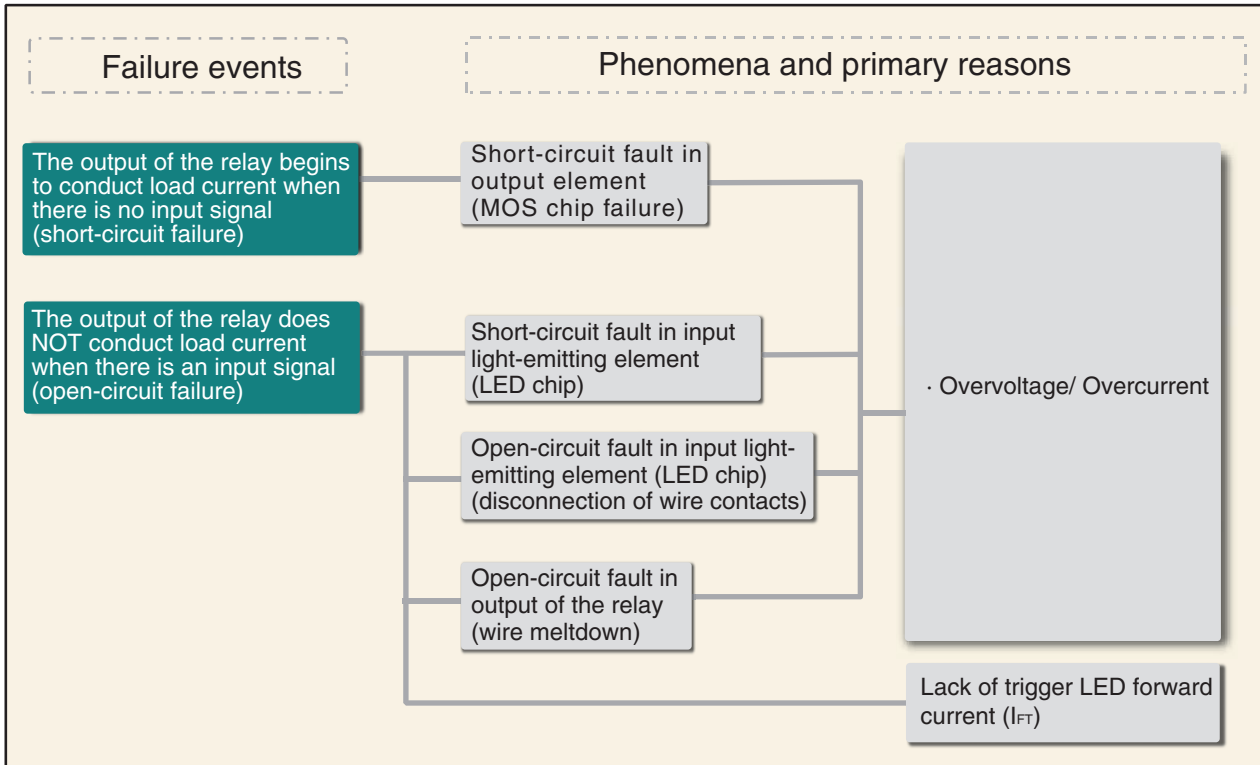 Failure events
Phenomena and primary reasons
The output of the relay begins
to conduct load current when
there is no input signal
(short-circuit failure)
Short-circuit fault in
output element
(MOS chip failure)
The output of the relay does
NOT conduct load current
when there is an input signal
(open-circuit failure)
Short-circuit fault in input
light-emitting element
(LED chip)
Open-circuit fault in input light-
emitting element (LED chip)
(disconnection of wire contacts)
Open-circuit fault in
output of the relay
(wire meltdown)
· Overvoltage/ Overcurrent
Lack of trigger LED forward
current (IFT)